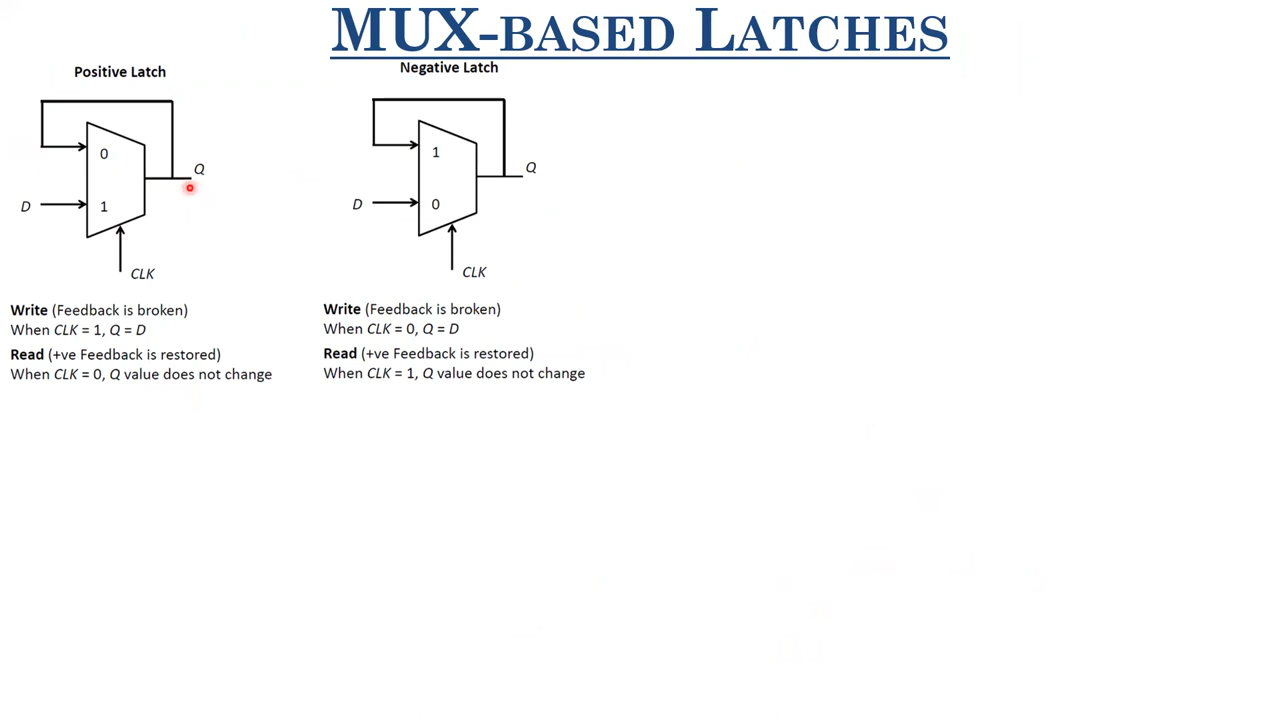 MUX-BASED LATCHES
Positive Latch
0
Q
D
1
CLK
Write (Feedback is broken)
When CLK = 1, Q = D
Read (+ve Feedback is restored)
When CLK = 0, Q value does not change
Negative Latch
1
Q
D
0
CLK
Write (Feedback is broken)
When CLK = 0, Q = D
Read (+ve Feedback is restored)
When CLK = 1, Q value does not change